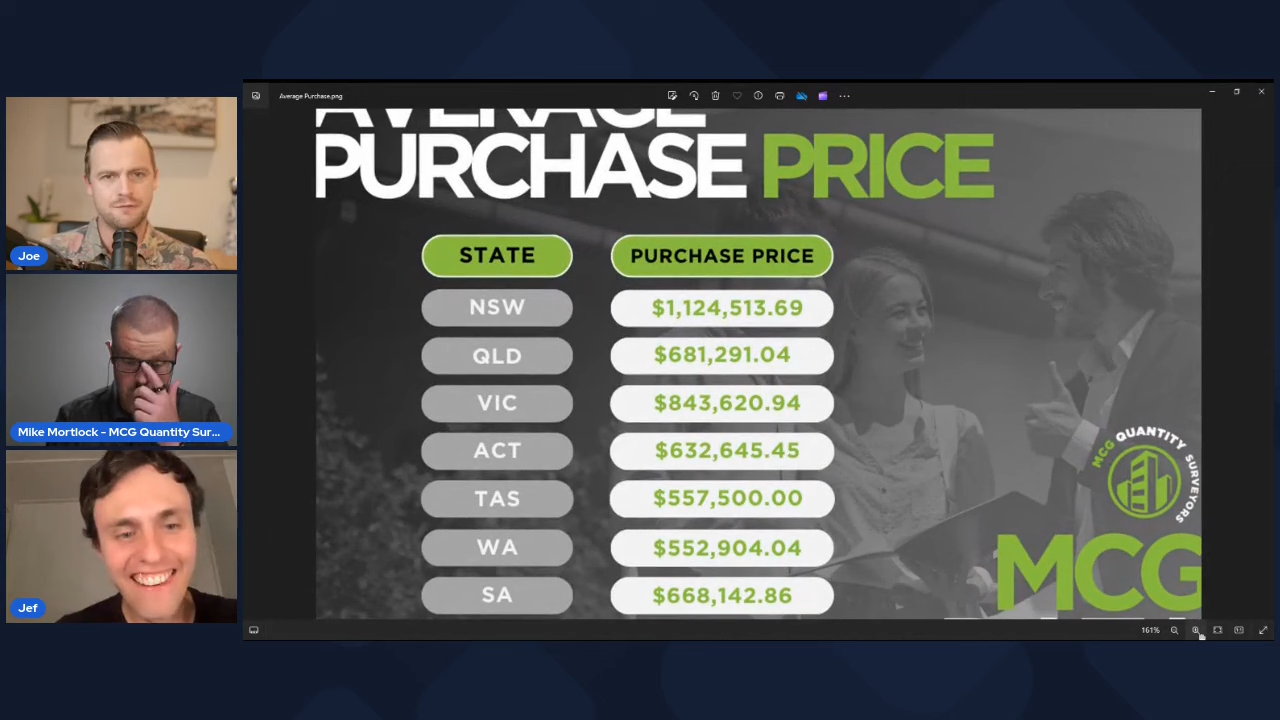 Average Purchase.png
AVERAGE
PURCHASE PRICE
STATE PURCHASE PRICE
NSW $1,124,513.69
QLD $681,291.04
VIC $843,620.94
ACT $632,645.45
TAS $557,500.00
WA $552,904.04
SA $668,142.86
MCG QUANTITY SURVEYORS
MCG
161%
Joe
Mike Mortlock - MCG Quantity Sur...
Jef